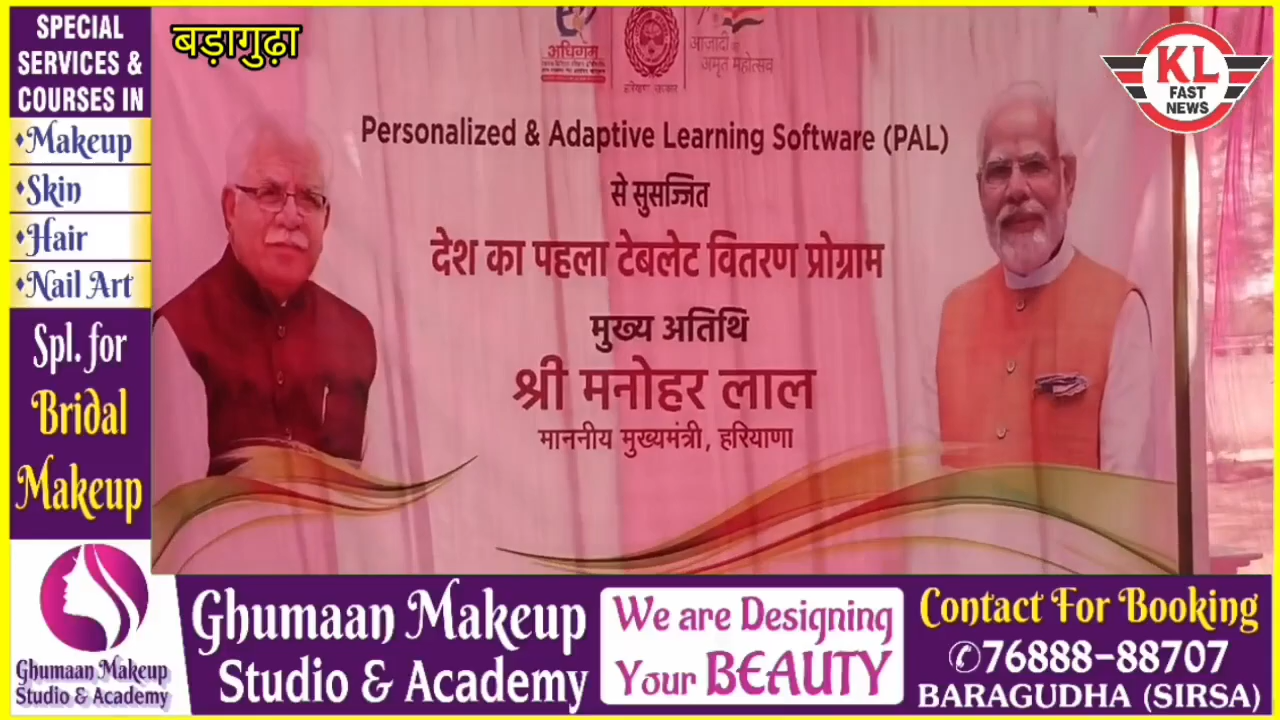 SPECIAL
SERVICES &
COURSES IN
•Makeup
•Skin
•Hair
•Nail Art
Spl. for
Bridal
Makeup
Ghumaan Makeup
Studio & Academy
बड़ागुढ़ा
अधिगम
हरियाणा सरकार
आज़ादी का
अमृत महोत्सव
KL
FAST
NEWS
Personalized & Adaptive Learning Software (PAL)
से सुसज्जित
देश का पहला टेबलेट वितरण प्रोग्राम
मुख्य अतिथि
श्री मनोहर लाल
माननीय मुख्यमंत्री, हरियाणा
Ghumaan Makeup
Studio & Academy
We are Designing
Your BEAUTY
Contact For Booking
✆76888-88707
BARAGUDHA (SIRSA)